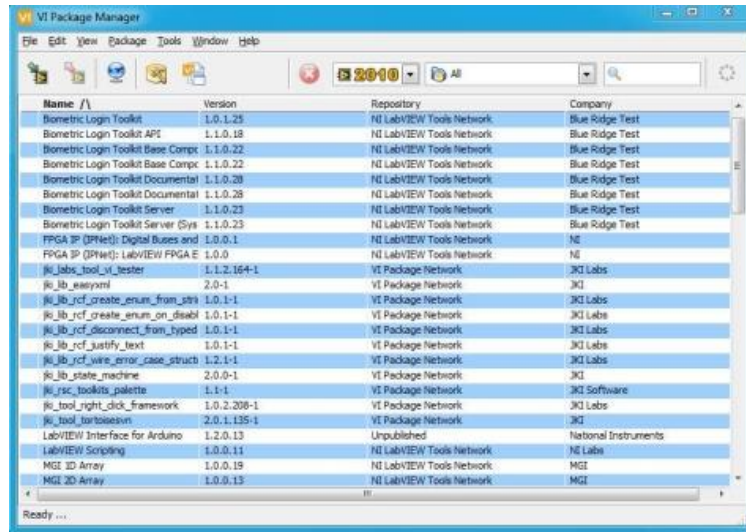 VI Package Manager
File Edit View Package Tools Window Help
2010 All
Name /\ Version Repository Company
Biometric Login Toolkit 1.0.1.25 NI LabVIEW Tools Network Blue Ridge Test
Biometric Login Toolkit API 1.1.0.18 NI LabVIEW Tools Network Blue Ridge Test
Biometric Login Toolkit Base Compc 1.1.0.22 NI LabVIEW Tools Network Blue Ridge Test
Biometric Login Toolkit Base Compc 1.1.0.22 NI LabVIEW Tools Network Blue Ridge Test
Biometric Login Toolkit Documentat 1.1.0.28 NI LabVIEW Tools Network Blue Ridge Test
Biometric Login Toolkit Documentat 1.1.0.28 NI LabVIEW Tools Network Blue Ridge Test
Biometric Login Toolkit Server 1.1.0.23 NI LabVIEW Tools Network Blue Ridge Test
Biometric Login Toolkit Server (Sys 1.1.0.23 NI LabVIEW Tools Network Blue Ridge Test
FPGA IP (IPNet): Digital Buses and 1.0.0.1 NI LabVIEW Tools Network NI
FPGA IP (IPNet): LabVIEW FPGA E 1.0.0 NI LabVIEW Tools Network NI
jki_labs_tool_vi_tester 1.1.2.164-1 VI Package Network JKI Labs
jki_lib_easyxml 2.0-1 VI Package Network JKI
jki_lib_rcf_create_enum_from_stri 1.0.1-1 VI Package Network JKI Labs
jki_lib_rcf_create_enum_on_disabl 1.0.1-1 VI Package Network JKI Labs
jki_lib_rcf_disconnect_from_typed 1.0.1-1 VI Package Network JKI Labs
jki_lib_rcf_justify_text 1.0.1-1 VI Package Network JKI Labs
jki_lib_rcf_wire_error_case_structi 1.2.1-1 VI Package Network JKI Labs
jki_lib_state_machine 2.0.0-1 VI Package Network JKI
jki_rsc_toolkits_palette 1.1-1 VI Package Network JKI Software
jki_tool_right_click_framework 1.0.2.208-1 VI Package Network JKI Labs
jki_tool_tortoisesvn 2.0.1.135-1 VI Package Network JKI
LabVIEW Interface for Arduino 1.2.0.13 Unpublished National Instruments
LabVIEW Scripting 1.0.0.11 NI LabVIEW Tools Network NI Labs
MGI 1D Array 1.0.0.19 NI LabVIEW Tools Network MGI
MGI 2D Array 1.0.0.13 NI LabVIEW Tools Network MGI
Ready ...